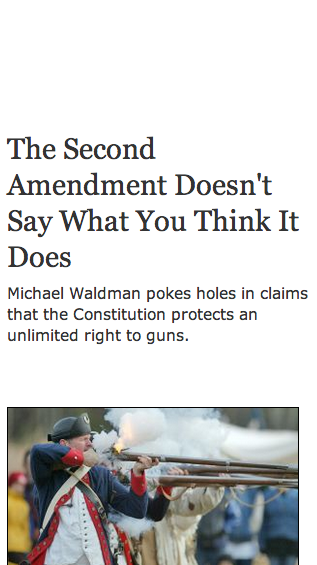 The Second
Amendment Doesn't
Say What You Think It
Does
Michael Waldman pokes holes in claims
that the Constitution protects an
unlimited right to guns.